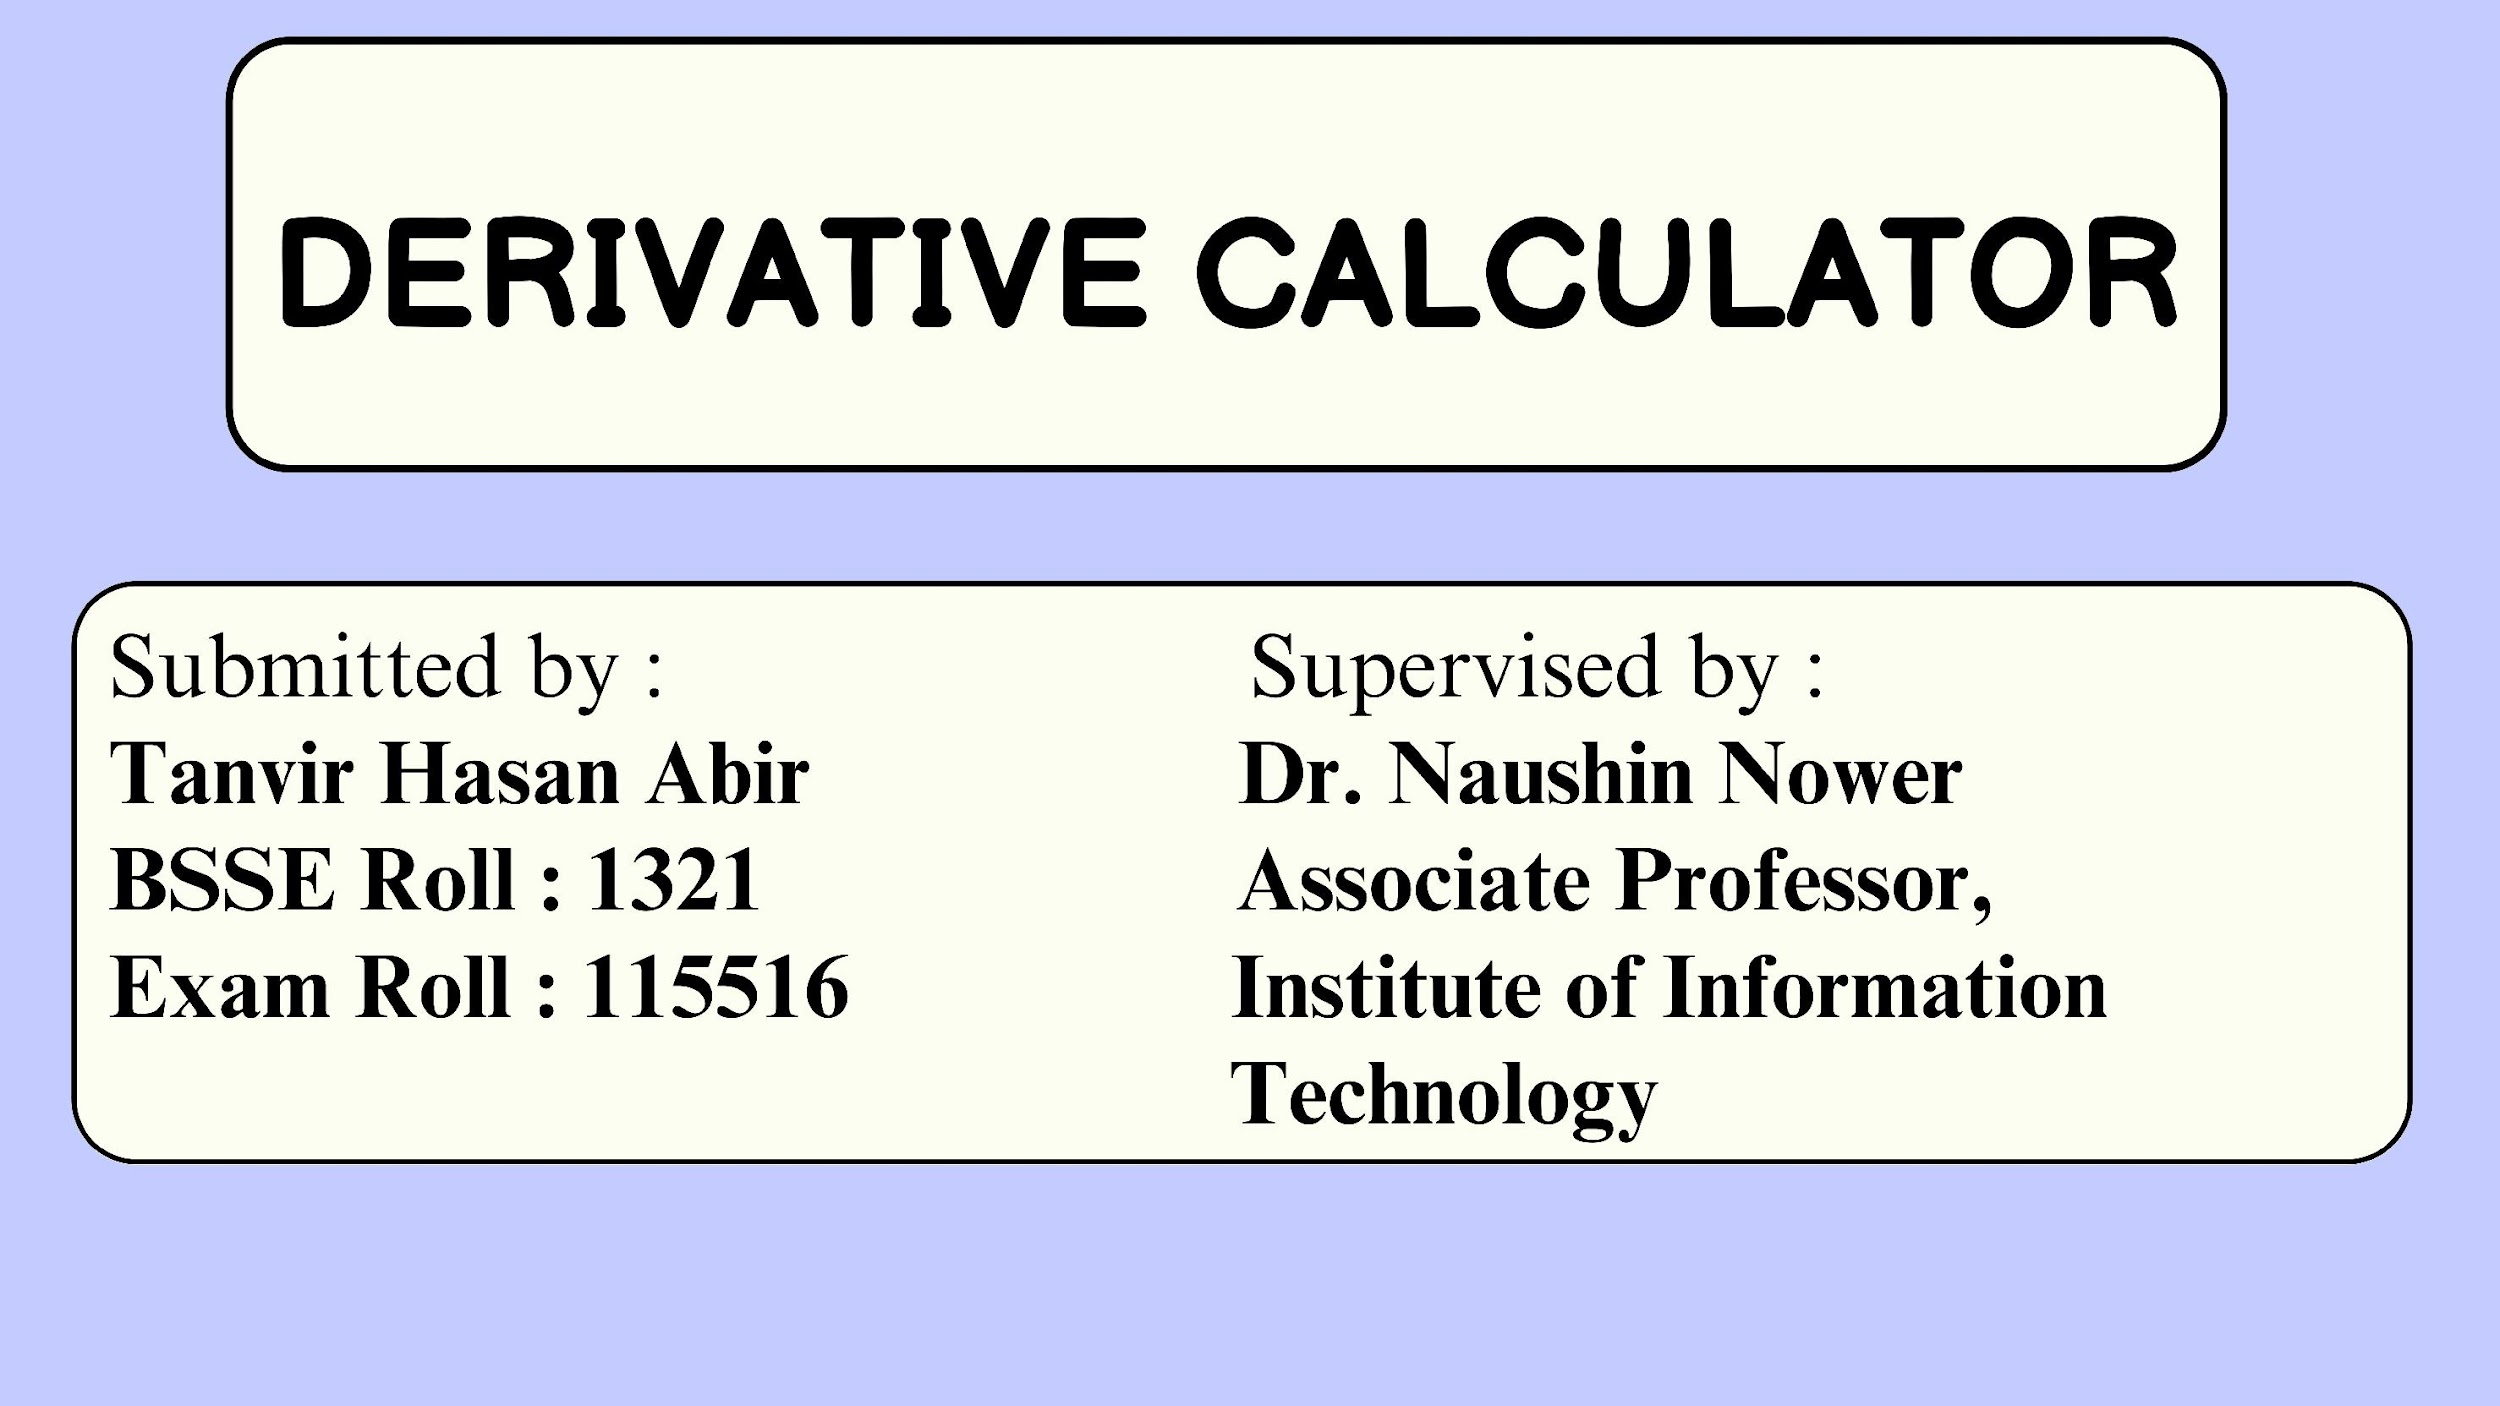 DERIVATIVE CALCULATOR
Submitted by :
Tanvir Hasan Abir
BSSE Roll : 1321
Exam Roll : 115516
Supervised by :
Dr. Naushin Nower
Associate Professor,
Institute of Information
Technology